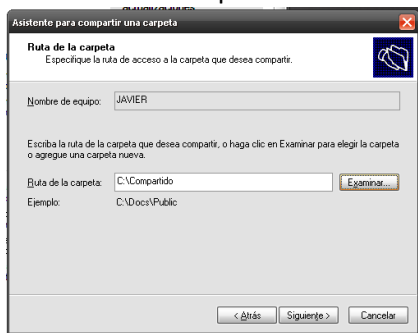 actualizaciones
Asistente para compartir una carpeta
Ruta de la carpeta
Especifique la ruta de acceso a la carpeta que desea compartir.
Nombre de equipo: JAVIER
Escriba la ruta de la carpeta que desea compartir, o haga clic en Examinar para elegir la carpeta
o agregue una carpeta nueva.
Ruta de la carpeta: C:\Compartido Examinar...
Ejemplo: C:\Docs\Public
< Atrás Siguiente > Cancelar